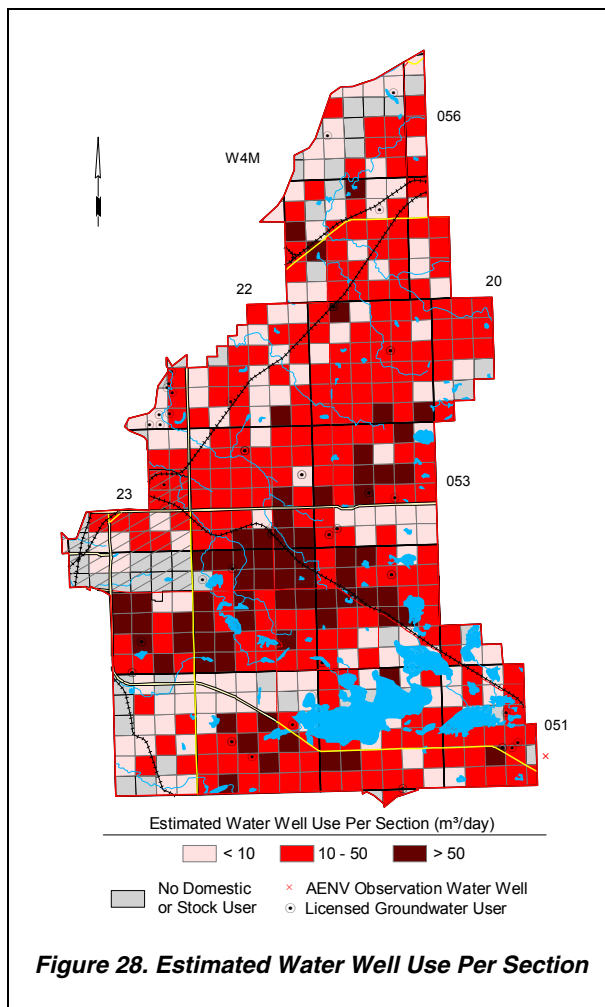 056
W4M
22
20
23
053
051
Estimated Water Well Use Per Section (m³/day)
< 10
10 - 50
> 50
No Domestic
or Stock User
AENV Observation Water Well
Licensed Groundwater User
Figure 28. Estimated Water Well Use Per Section